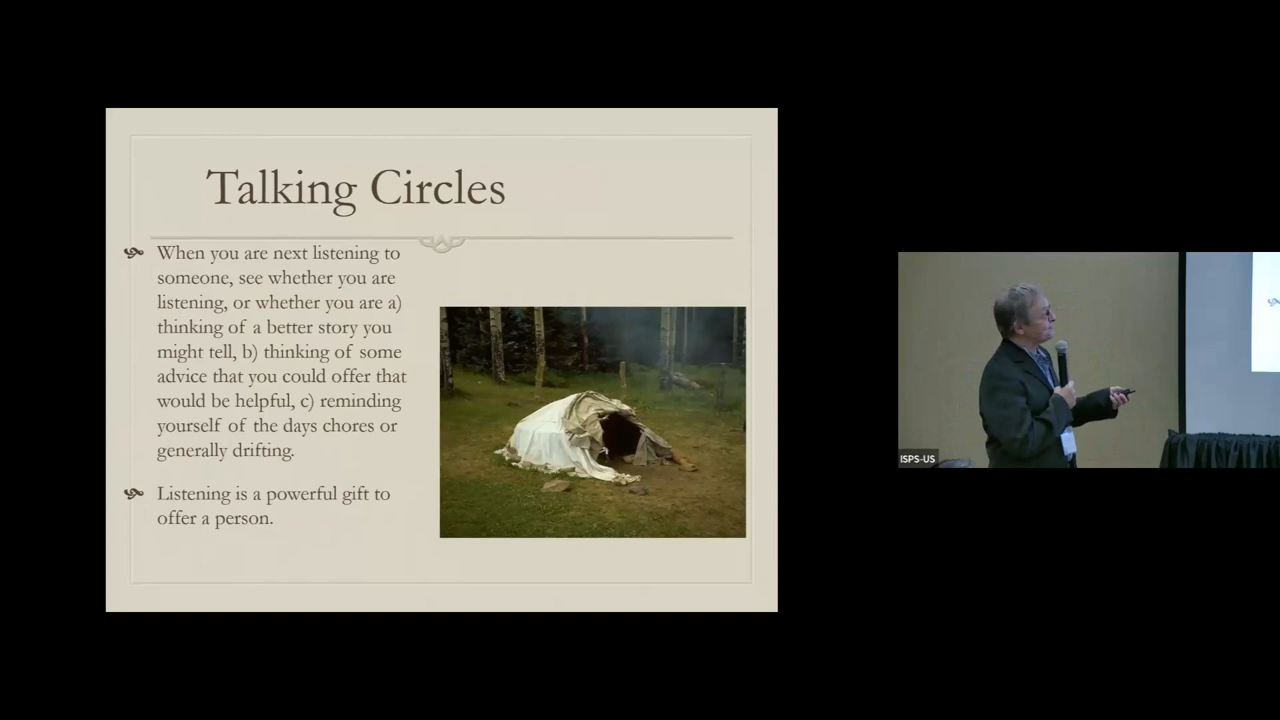 Talking Circles
When you are next listening to
someone, see whether you are
listening, or whether you are a)
thinking of a better story you
might tell, b) thinking of some
advice that you could offer that
would be helpful, c) reminding
yourself of the days chores or
generally drifting.
Listening is a powerful gift to
offer a person.
ISPS-US